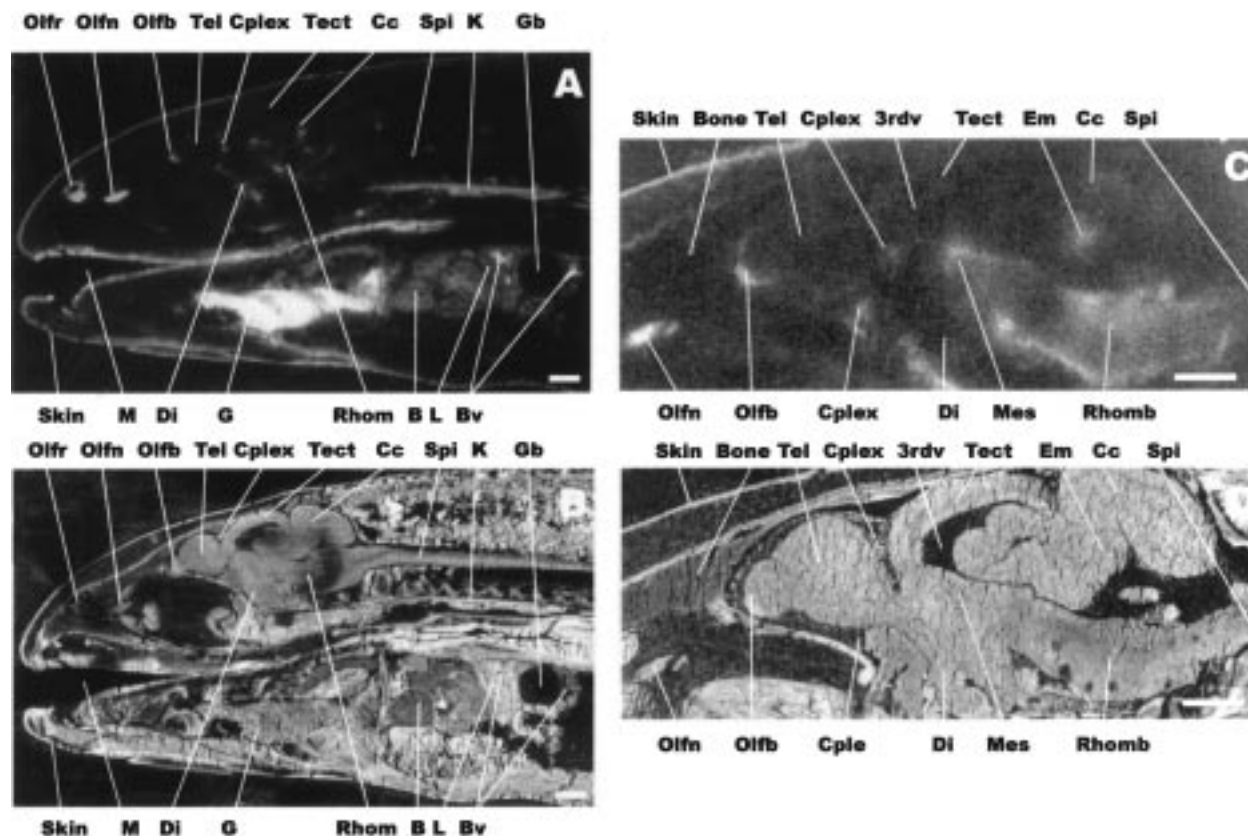 Olfr Olfn Olfb Tel Cplex Tect Cc Spi K Gb
A
Skin M Di G Rhom B L Bv
Skin Bone Tel Cplex 3rdv Tect Em Cc Spi
C
Olfn Olfb Cplex Di Mes Rhomb
Olfr Olfn Olfb Tel Cplex Tect Cc Spi K Gb
B
Skin M Di G Rhom B L Bv
Skin Bone Tel Cplex 3rdv Tect Em Cc Spi
Olfn Olfb Cple Di Mes Rhomb